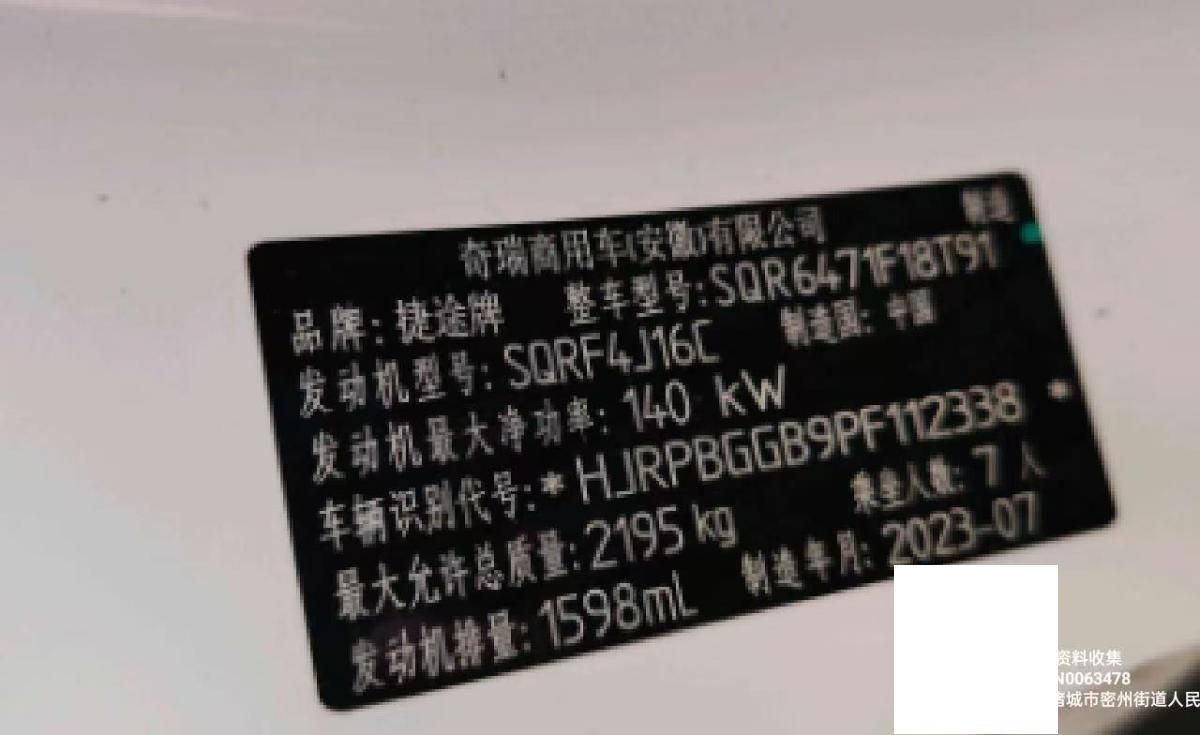 奇瑞商用车(安徽)有限公司 制造
品牌:捷途牌 整车型号:SQR6471F18T91
发动机型号:SQRF4J16C 制造国:中国
发动机最大净功率:140 kW
车辆识别代号:*HJRPBGGB9PF112338 *
最大允许总质量:2195 kg 乘坐人数:7 人
发动机排量:1598mL 制造年月:2023-07
资料收集
N0063478
诸城市密州街道人民